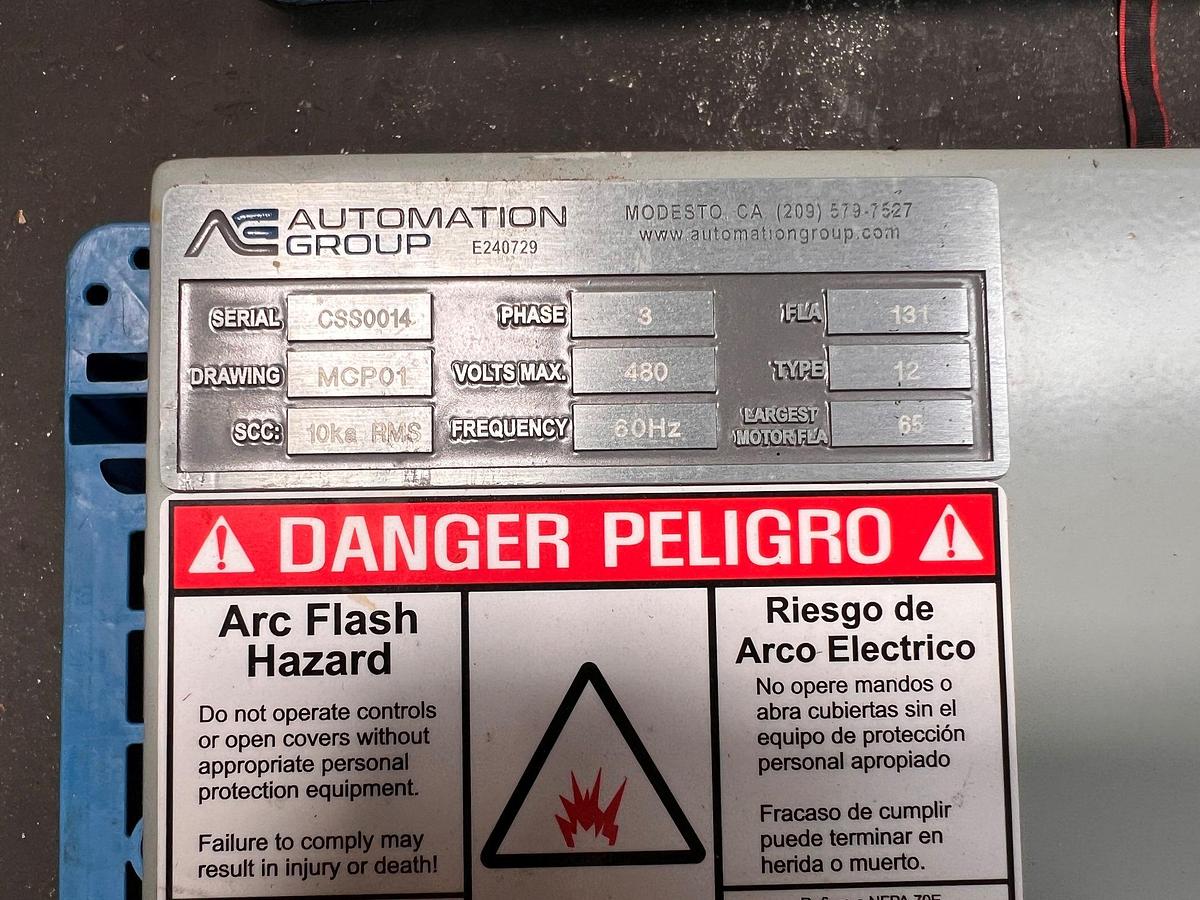 AUTOMATION
GROUP E240729
MODESTO, CA (209) 579-7527
www.automationgroup.com
SERIAL CSS0014 PHASE 3 FLA 131
DRAWING MCP01 VOLTS MAX. 480 TYPE 12
SCC: 10ka RMS FREQUENCY 60Hz LARGEST
MOTOR FLA 65
DANGER PELIGRO
Arc Flash
Hazard
Do not operate controls
or open covers without
appropriate personal
protection equipment.
Failure to comply may
result in injury or death!
Riesgo de
Arco Electrico
No opere mandos o
abra cubiertas sin el
equipo de protección
personal apropiado
Fracaso de cumplir
puede terminar en
herida o muerto.
NFPA 70E